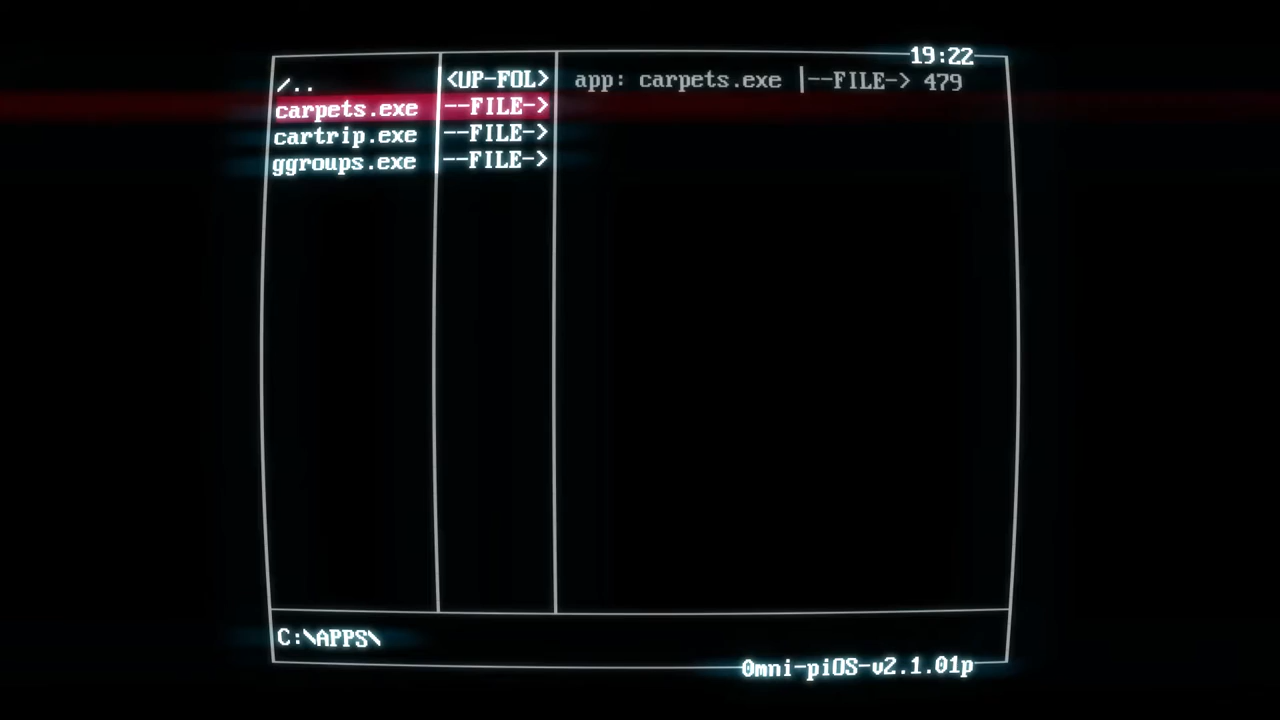 19:22
/.. <UP-FOL> app: carpets.exe |--FILE-> 479
carpets.exe --FILE->
cartrip.exe --FILE->
ggroups.exe --FILE->
C:\APPS\
0mni-piOS-v2.1.01p